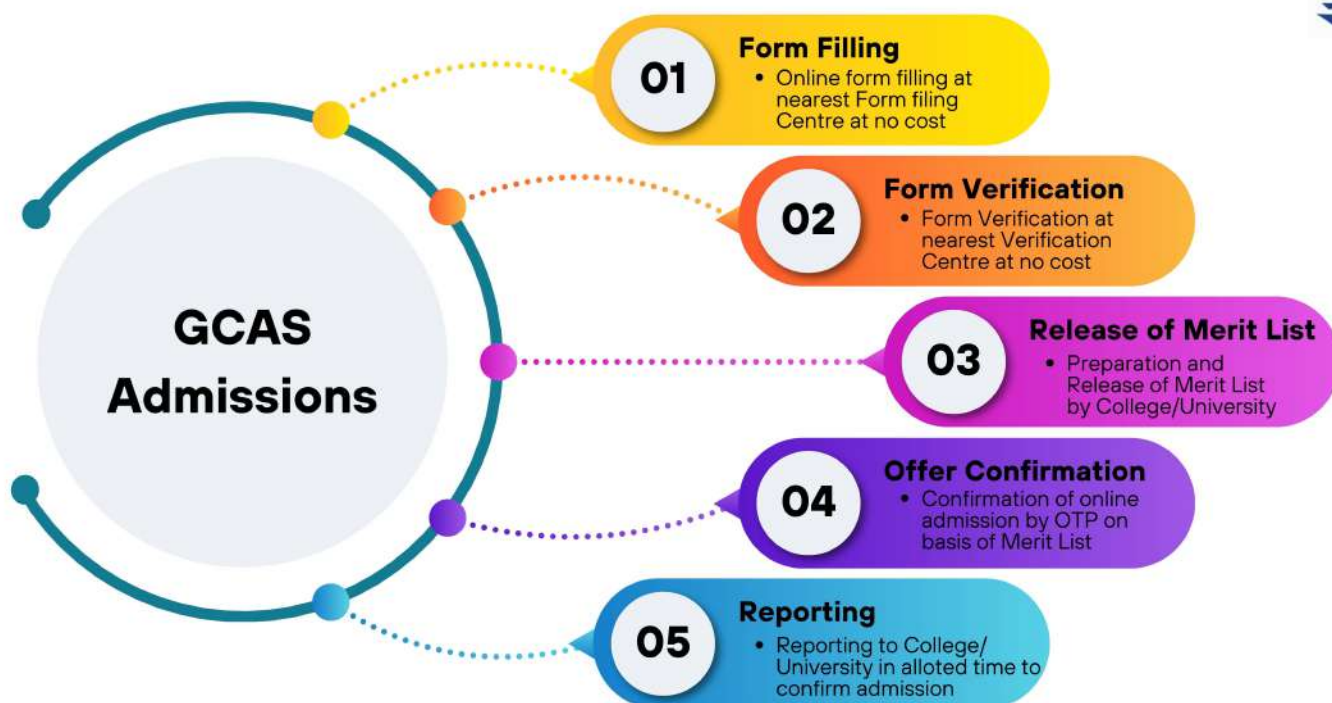 GCAS
Admissions
01
Form Filling
• Online form filling at
nearest Form filing
Centre at no cost
02
Form Verification
• Form Verification at
nearest Verification
Centre at no cost
03
Release of Merit List
• Preparation and
Release of Merit List
by College/University
04
Offer Confirmation
• Confirmation of online
admission by OTP on
basis of Merit List
05
Reporting
• Reporting to College/
University in alloted time to
confirm admission